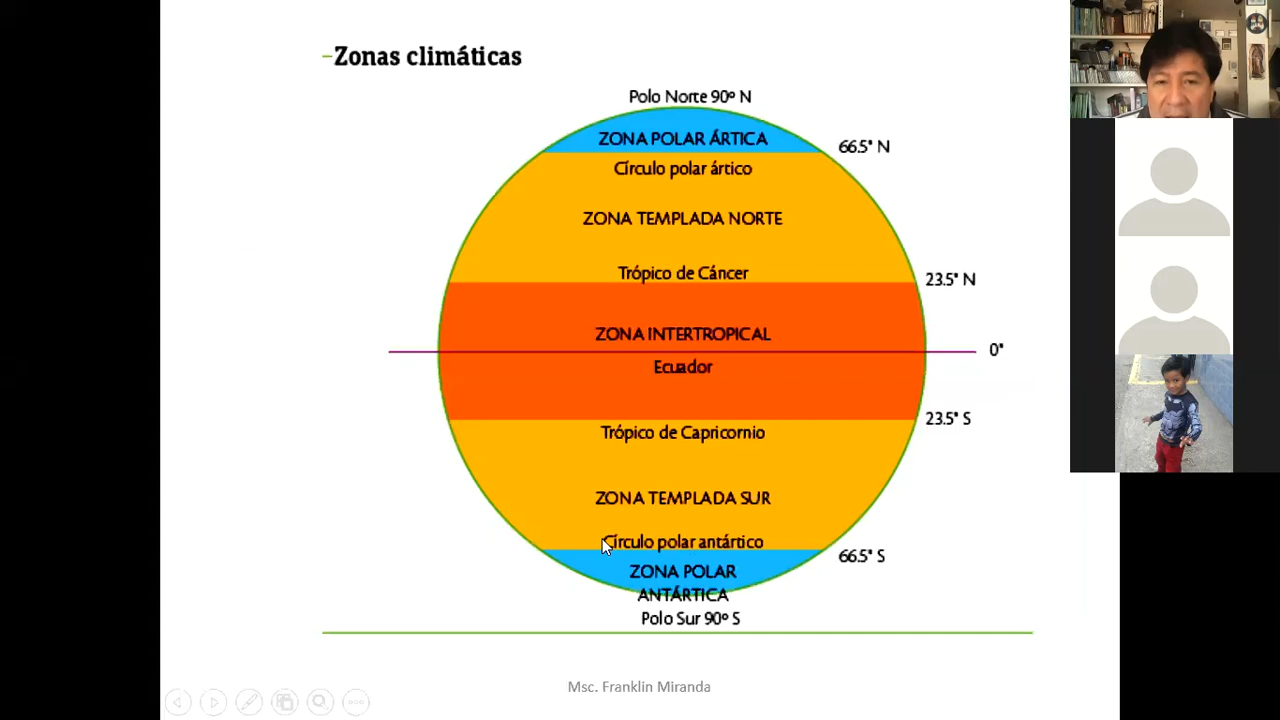 Zonas climáticas
Polo Norte 90º N
ZONA POLAR ÁRTICA
66.5° N
Círculo polar ártico
ZONA TEMPLADA NORTE
Trópico de Cáncer
23.5° N
ZONA INTERTROPICAL
0°
Ecuador
23.5° S
Trópico de Capricornio
ZONA TEMPLADA SUR
Círculo polar antártico
66.5° S
ZONA POLAR
ANTÁRTICA
Polo Sur 90º S
Msc. Franklin Miranda